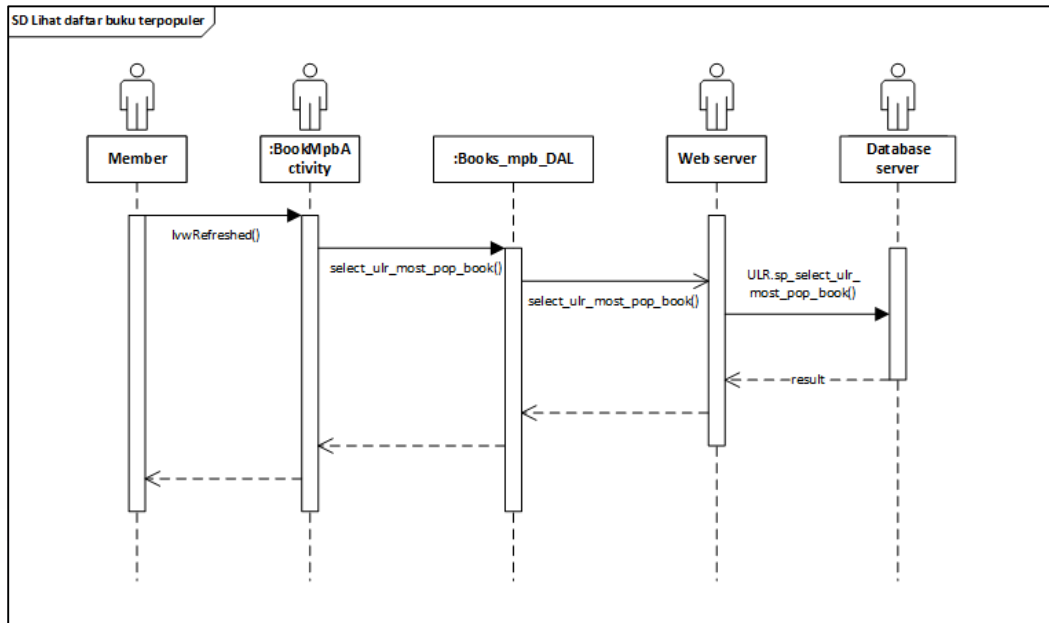 SD Lihat daftar buku terpopuler
Member
:BookMpbA
ctivity
:Books_mpb_DAL
Web server
Database
server
lvwRefreshed()
select_ulr_most_pop_book()
select_ulr_most_pop_book()
ULR.sp_select_ulr_
most_pop_book()
result